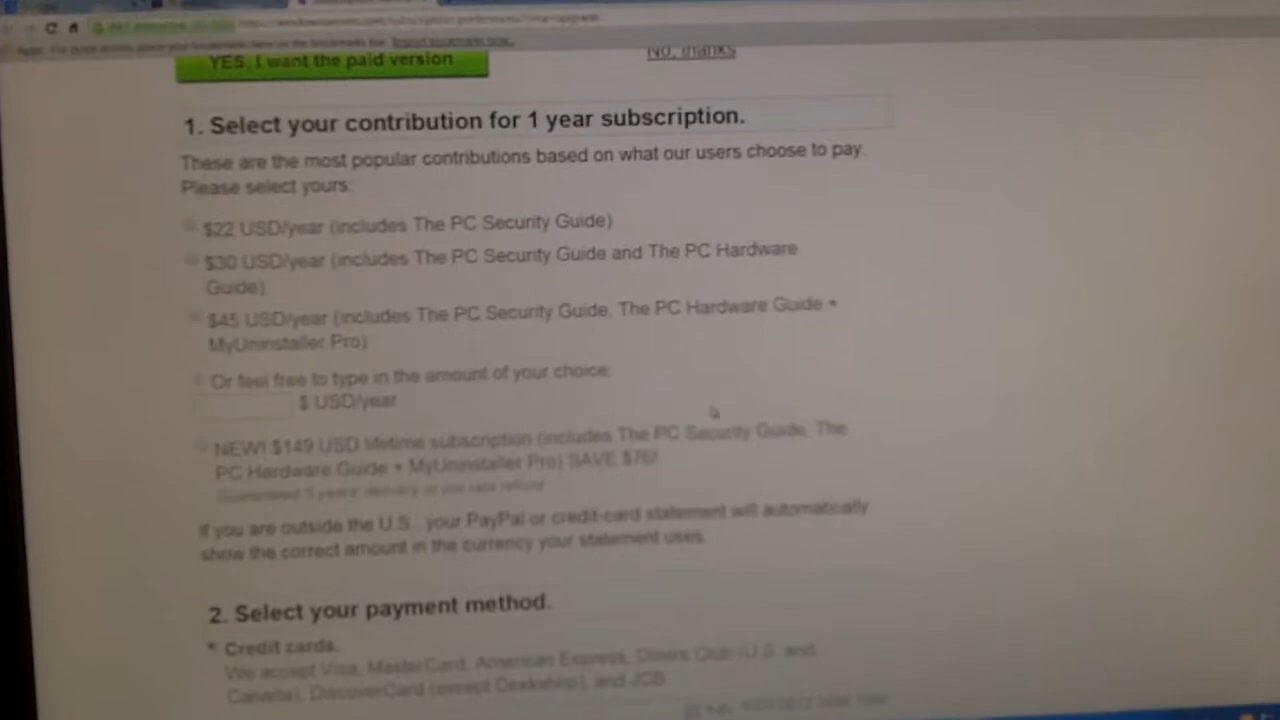 YES, I want the paid version
No, thanks
1. Select your contribution for 1 year subscription.
These are the most popular contributions based on what our users choose to pay.
Please select yours:
$22 USD/year (includes The PC Security Guide)
$30 USD/year (includes The PC Security Guide and The PC Hardware
Guide)
$45 USD/year (includes The PC Security Guide, The PC Hardware Guide +
MyUninstaller Pro)
Or feel free to type in the amount of your choice:
$ USD/year
NEW! $149 USD lifetime subscription (includes The PC Security Guide, The
PC Hardware Guide + MyUninstaller Pro) SAVE $76!
If you are outside the U.S., your PayPal or credit-card statement will automatically
show the correct amount in the currency your statement uses.
2. Select your payment method.
* Credit cards.
We accept Visa, MasterCard, American Express, Diners Club (U.S. and
Canada), DiscoverCard (except Deskshop), and JCB